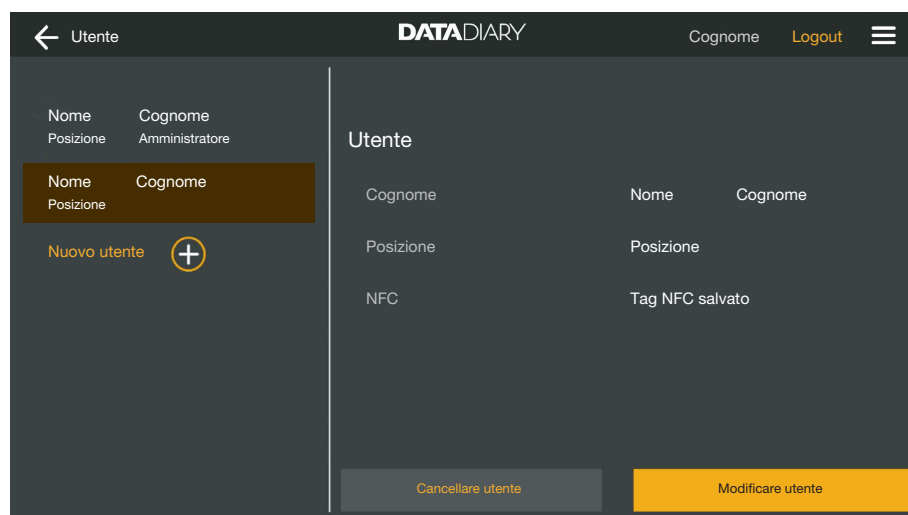 Utente
DATADIARY
Cognome Logout
Nome Cognome
Posizione Amministratore
Nome Cognome
Posizione
Nuovo utente
Utente
Cognome Nome Cognome
Posizione Posizione
NFC Tag NFC salvato
Cancellare utente Modificare utente